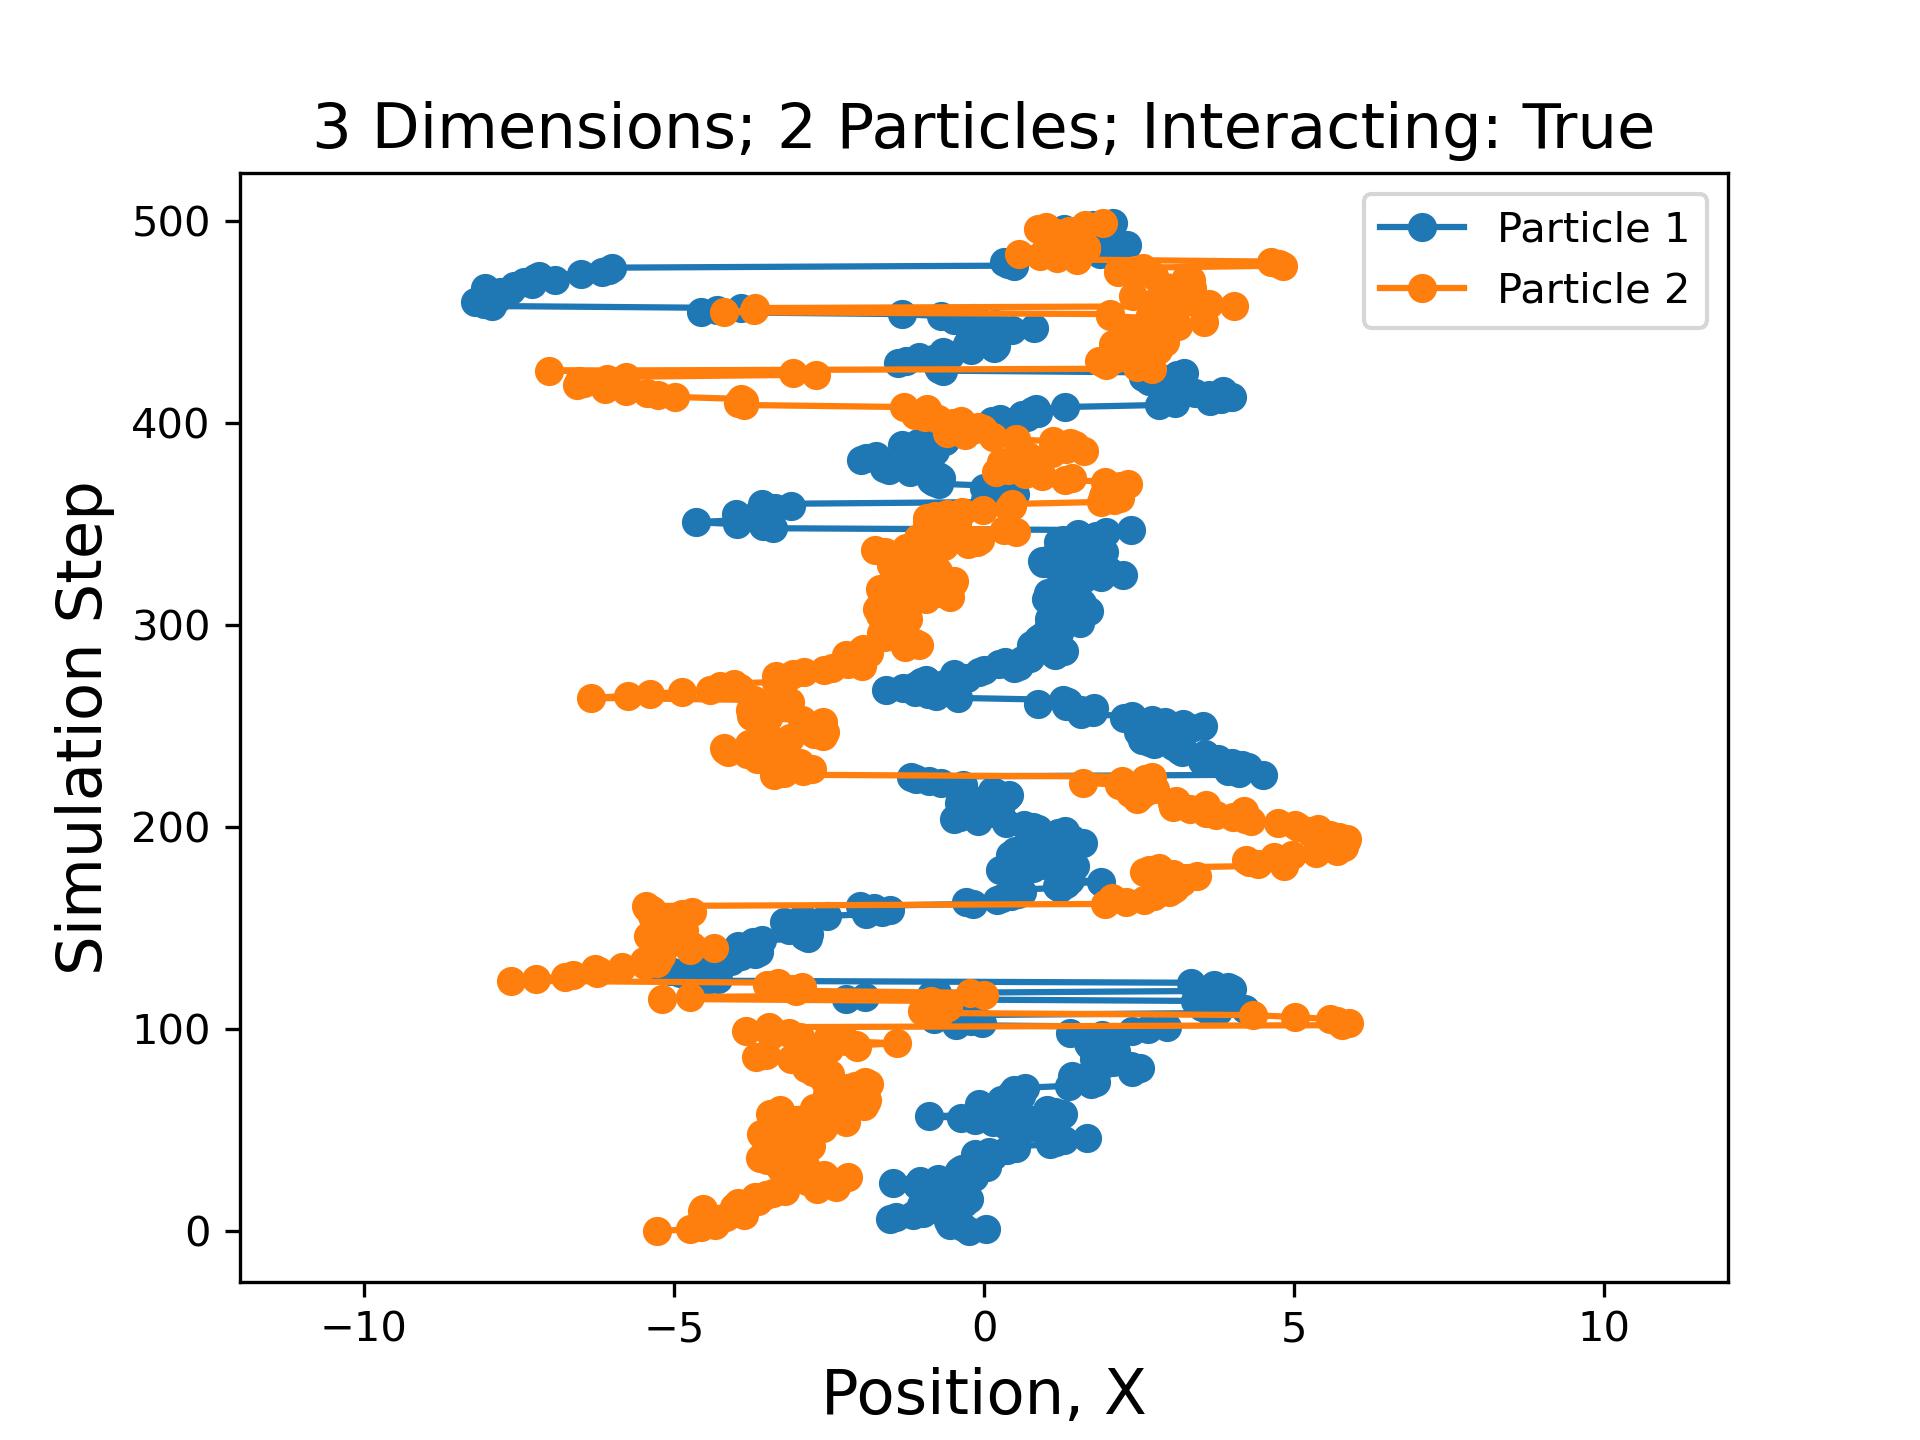 3 Dimensions; 2 Particles; Interacting: True
Particle 1
Particle 2
Simulation Step
500
400
300
200
100
0
−10
−5
0
5
10
Position, X